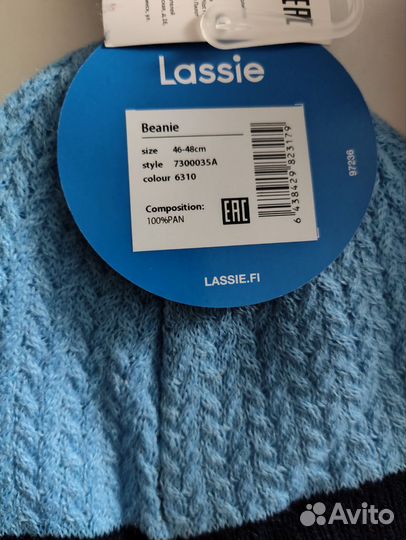 Lassie
Beanie
size 46-48cm
style 7300035A
colour 6310
Composition:
100%PAN
EAC
6 438429 823179
97236
LASSIE.FI
Avito